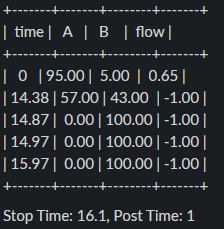 +-------+-------+--------+-------+
| time | A | B | flow |
+-------+-------+--------+-------+
| 0 | 95.00 | 5.00 | 0.65 |
| 14.38 | 57.00 | 43.00 | -1.00 |
| 14.87 | 0.00 | 100.00 | -1.00 |
| 14.97 | 0.00 | 100.00 | -1.00 |
| 15.97 | 0.00 | 100.00 | -1.00 |
+-------+-------+--------+-------+
Stop Time: 16.1, Post Time: 1